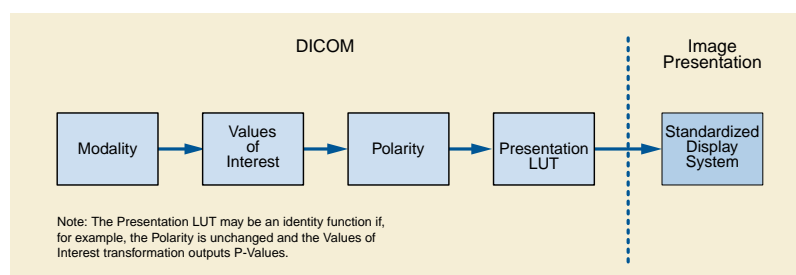 DICOM
Image
Presentation
Modality
Values
of
Interest
Polarity
Presentation
LUT
Standardized
Display
System
Note: The Presentation LUT may be an identity function if,
for example, the Polarity is unchanged and the Values of
Interest transformation outputs P-Values.